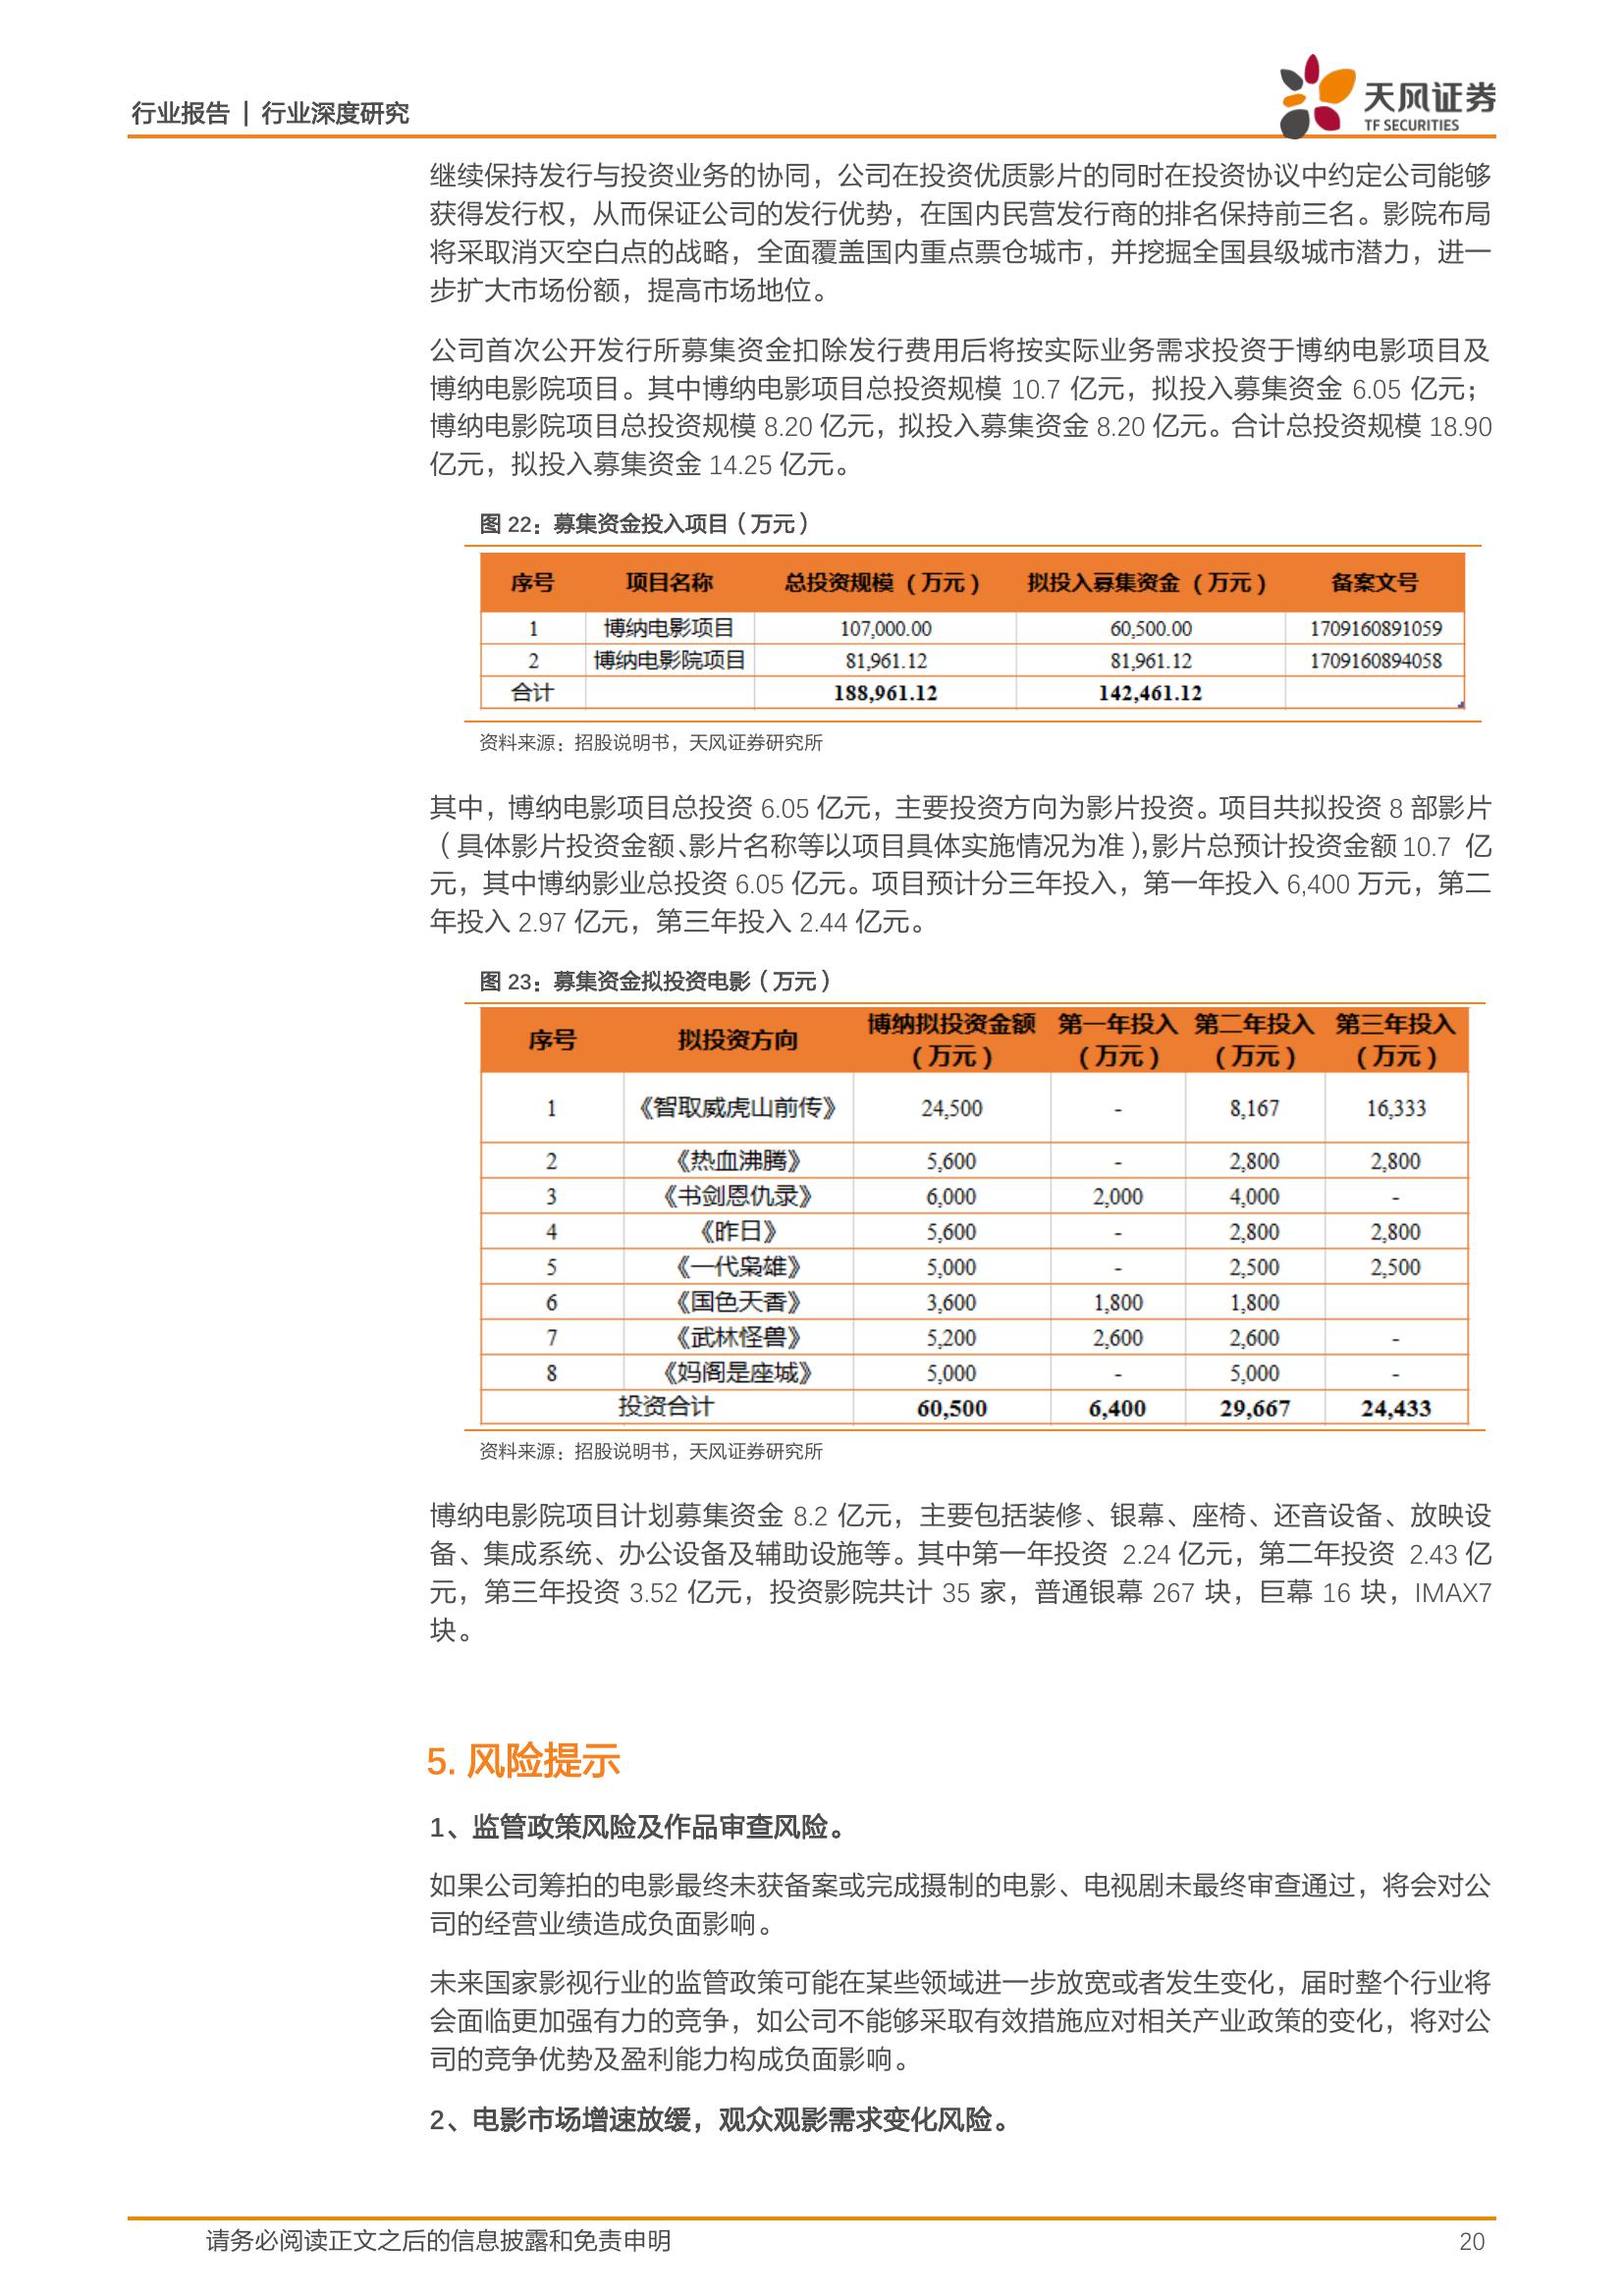 行业报告 | 行业深度研究
天风证券
TF SECURITIES
继续保持发行与投资业务的协同，公司在投资优质影片的同时在投资协议中约定公司能够
获得发行权，从而保证公司的发行优势，在国内民营发行商的排名保持前三名。影院布局
将采取消灭空白点的战略，全面覆盖国内重点票仓城市，并挖掘全国县级城市潜力，进一
步扩大市场份额，提高市场地位。
公司首次公开发行所募集资金扣除发行费用后将按实际业务需求投资于博纳电影项目及
博纳电影院项目。其中博纳电影项目总投资规模 10.7 亿元，拟投入募集资金 6.05 亿元；
博纳电影院项目总投资规模 8.20 亿元，拟投入募集资金 8.20 亿元。合计总投资规模 18.90
亿元，拟投入募集资金 14.25 亿元。
图 22：募集资金投入项目（万元）
序号 项目名称 总投资规模（万元） 拟投入募集资金（万元） 备案文号
1 博纳电影项目 107,000.00 60,500.00 1709160891059
2 博纳电影院项目 81,961.12 81,961.12 1709160894058
合计 188,961.12 142,461.12
资料来源：招股说明书，天风证券研究所
其中，博纳电影项目总投资 6.05 亿元，主要投资方向为影片投资。项目共拟投资 8 部影片
（具体影片投资金额、影片名称等以项目具体实施情况为准），影片总预计投资金额 10.7 亿
元，其中博纳影业总投资 6.05 亿元。项目预计分三年投入，第一年投入 6,400 万元，第二
年投入 2.97 亿元，第三年投入 2.44 亿元。
图 23：募集资金拟投资电影（万元）
序号 拟投资方向 博纳拟投资金额 第一年投入 第二年投入 第三年投入
（万元） （万元） （万元） （万元）
1 《智取威虎山前传》 24,500 - 8,167 16,333
2 《热血沸腾》 5,600 - 2,800 2,800
3 《书剑恩仇录》 6,000 2,000 4,000 -
4 《昨日》 5,600 - 2,800 2,800
5 《一代枭雄》 5,000 - 2,500 2,500
6 《国色天香》 3,600 1,800 1,800
7 《武林怪兽》 5,200 2,600 2,600 -
8 《妈阁是座城》 5,000 - 5,000 -
投资合计 60,500 6,400 29,667 24,433
资料来源：招股说明书，天风证券研究所
博纳电影院项目计划募集资金 8.2 亿元，主要包括装修、银幕、座椅、还音设备、放映设
备、集成系统、办公设备及辅助设施等。其中第一年投资 2.24 亿元，第二年投资 2.43 亿
元，第三年投资 3.52 亿元，投资影院共计 35 家，普通银幕 267 块，巨幕 16 块，IMAX7
块。
5. 风险提示
1、监管政策风险及作品审查风险。
如果公司筹拍的电影最终未获备案或完成摄制的电影、电视剧未最终审查通过，将会对公
司的经营业绩造成负面影响。
未来国家影视行业的监管政策可能在某些领域进一步放宽或者发生变化，届时整个行业将
会面临更加强有力的竞争，如公司不能够采取有效措施应对相关产业政策的变化，将对公
司的竞争优势及盈利能力构成负面影响。
2、电影市场增速放缓，观众观影需求变化风险。
请务必阅读正文之后的信息披露和免责申明 20